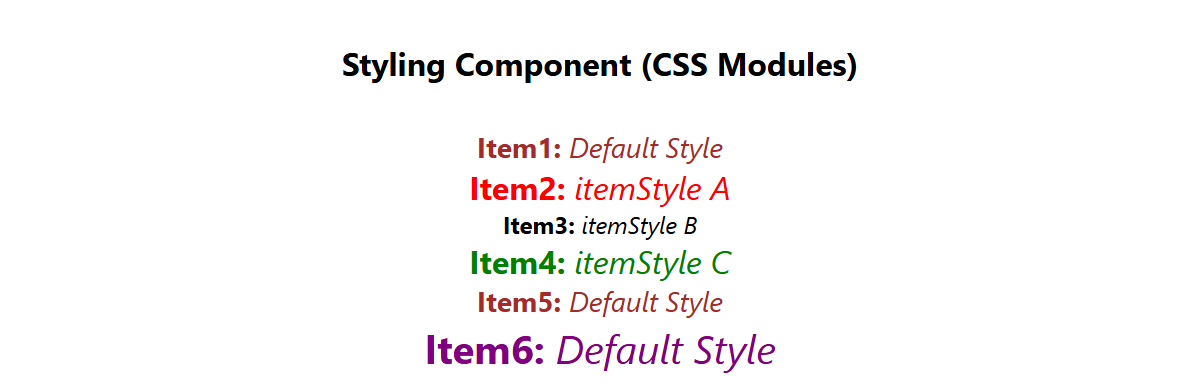 Styling Component (CSS Modules)
Item1: Default Style
Item2: itemStyle A
Item3: itemStyle B
Item4: itemStyle C
Item5: Default Style
Item6: Default Style